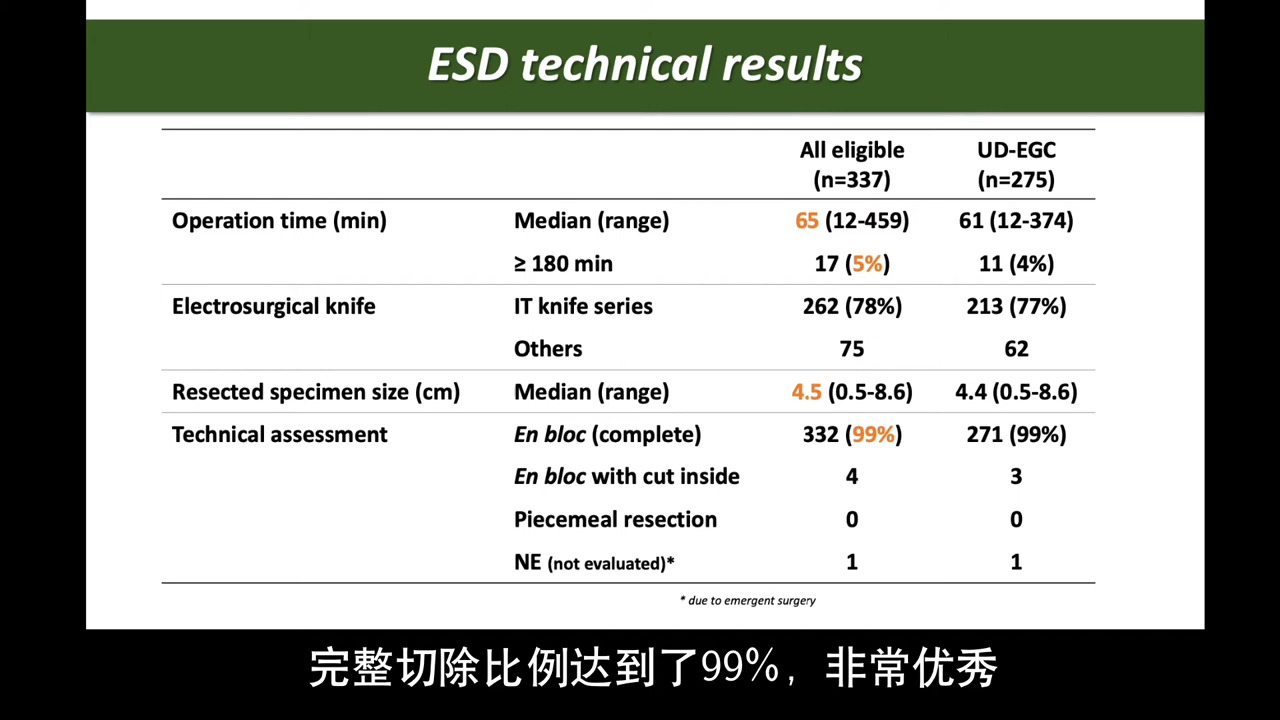 ESD technical results
All eligible (n=337) UD-EGC (n=275)
Operation time (min) Median (range) 65 (12-459) 61 (12-374)
≥ 180 min 17 (5%) 11 (4%)
Electrosurgical knife IT knife series 262 (78%) 213 (77%)
Others 75 62
Resected specimen size (cm) Median (range) 4.5 (0.5-8.6) 4.4 (0.5-8.6)
Technical assessment En bloc (complete) 332 (99%) 271 (99%)
En bloc with cut inside 4 3
Piecemeal resection 0 0
NE (not evaluated)* 1 1
* due to emergent surgery
完整切除比例达到了99%，非常优秀